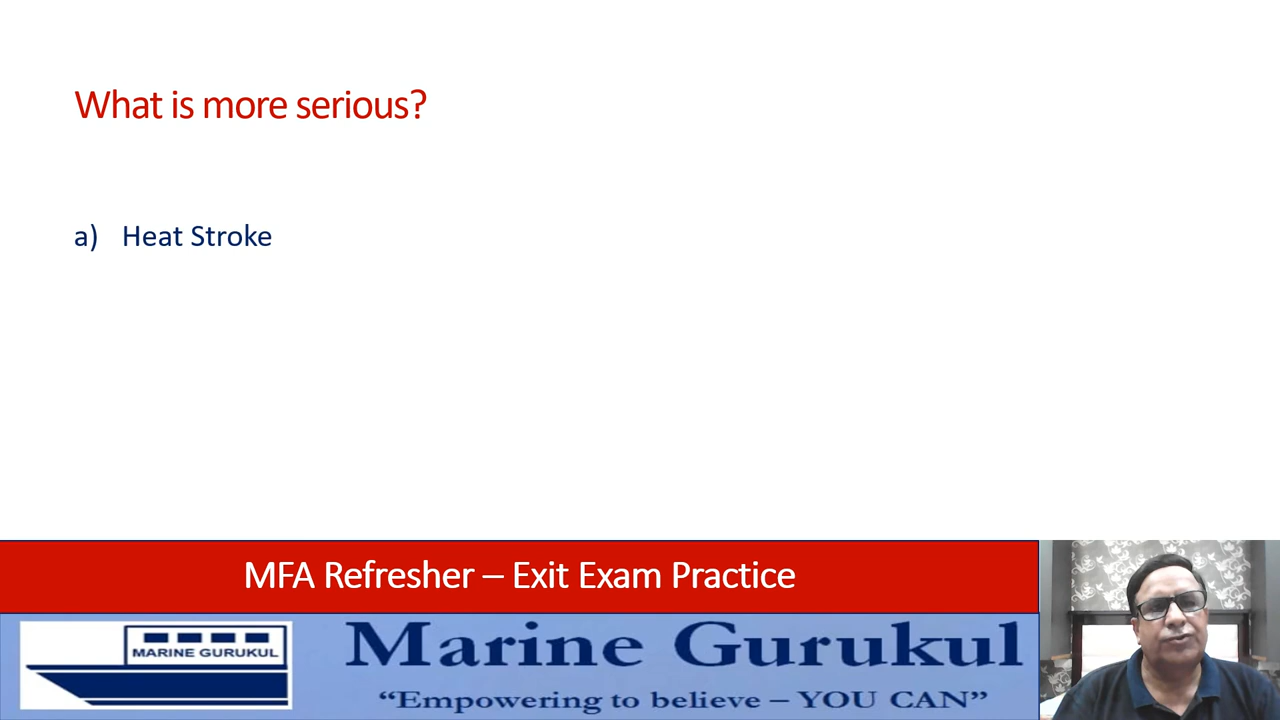 What is more serious?
a) Heat Stroke
MFA Refresher – Exit Exam Practice
MARINE GURUKUL
Marine Gurukul
“Empowering to believe – YOU CAN”